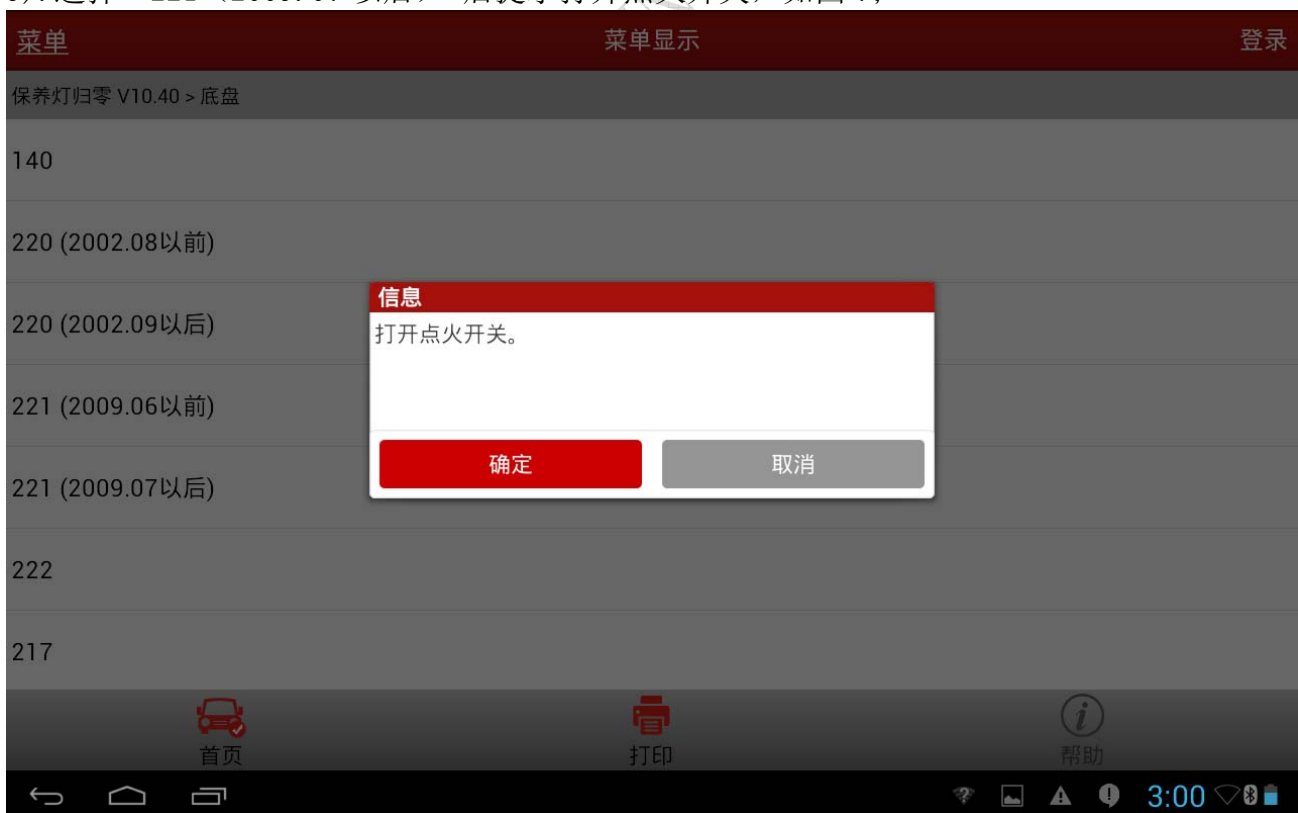 菜单 菜单显示 登录
保养灯归零 V10.40 > 底盘
140
220 (2002.08以前)
220 (2002.09以后)
221 (2009.06以前)
221 (2009.07以后)
222
217
信息
打开点火开关。
确定 取消
首页 打印 帮助
3:00